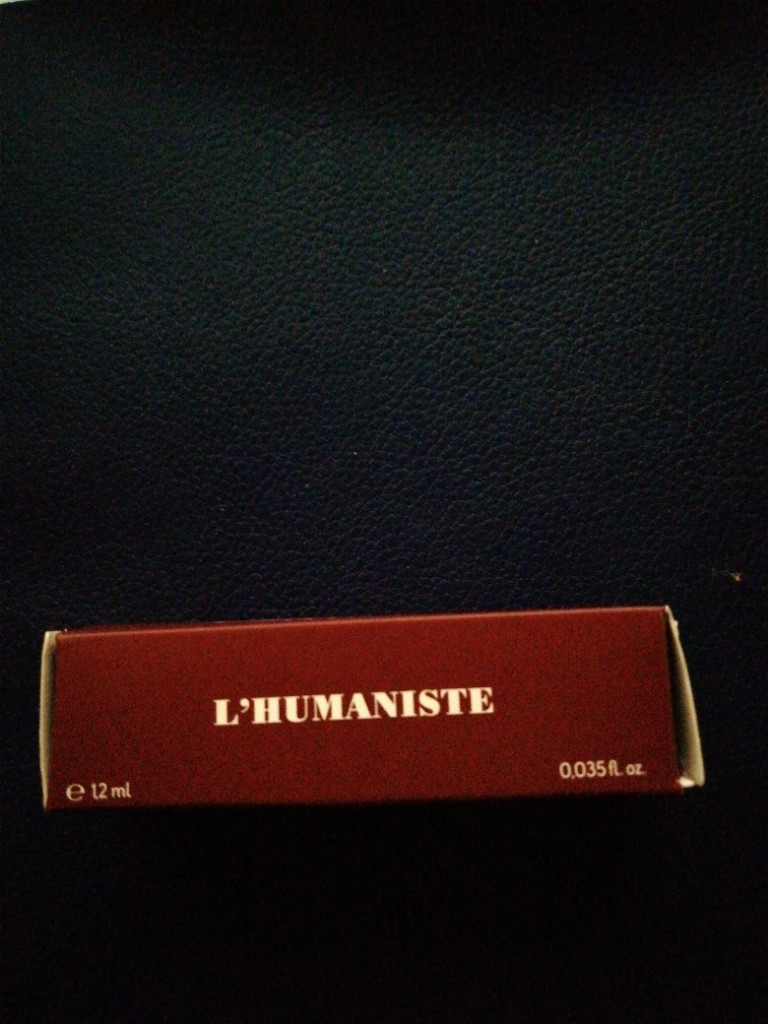 L'HUMANISTE
℮ 1,2 ml
0,035 fl. oz.